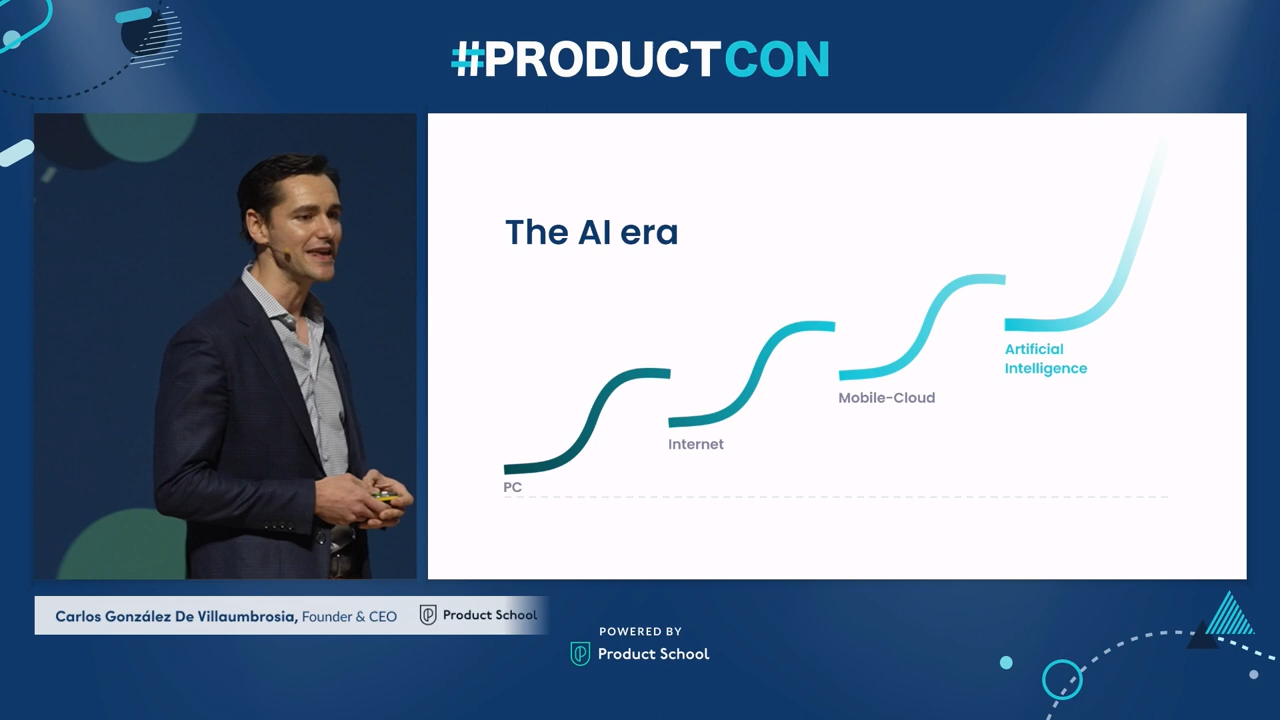 #PRODUCTCON
The AI era
Artificial
Intelligence
Mobile-Cloud
Internet
PC
Carlos González De Villaumbrosia, Founder & CEO Product School
POWERED BY
Product School